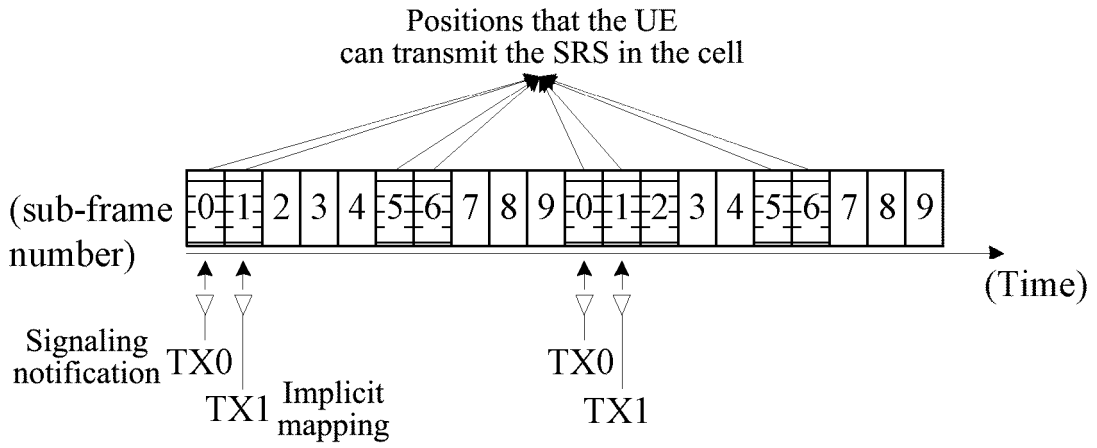 Positions that the UE
can transmit the SRS in the cell
(sub-frame
number)
0 1 2 3 4 5 6 7 8 9 0 1 2 3 4 5 6 7 8 9
(Time)
Signaling
notification
TX0
TX1
Implicit
mapping
TX0
TX1